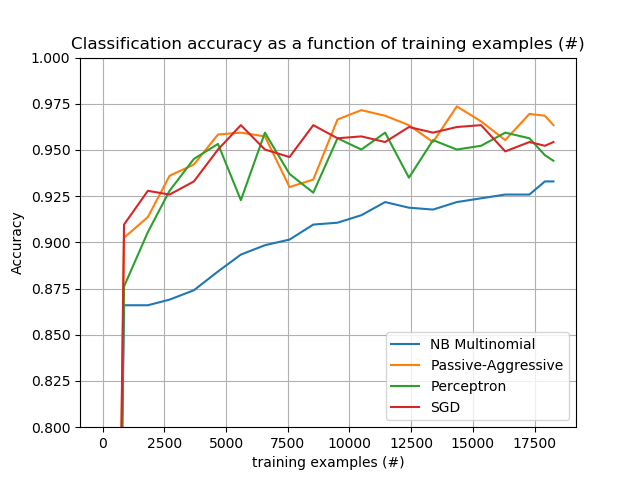 Classification accuracy as a function of training examples (#)
1.000
0.975
0.950
0.925
0.900
0.875
0.850
0.825
0.800
Accuracy
NB Multinomial
Passive-Aggressive
Perceptron
SGD
0 2500 5000 7500 10000 12500 15000 17500
training examples (#)